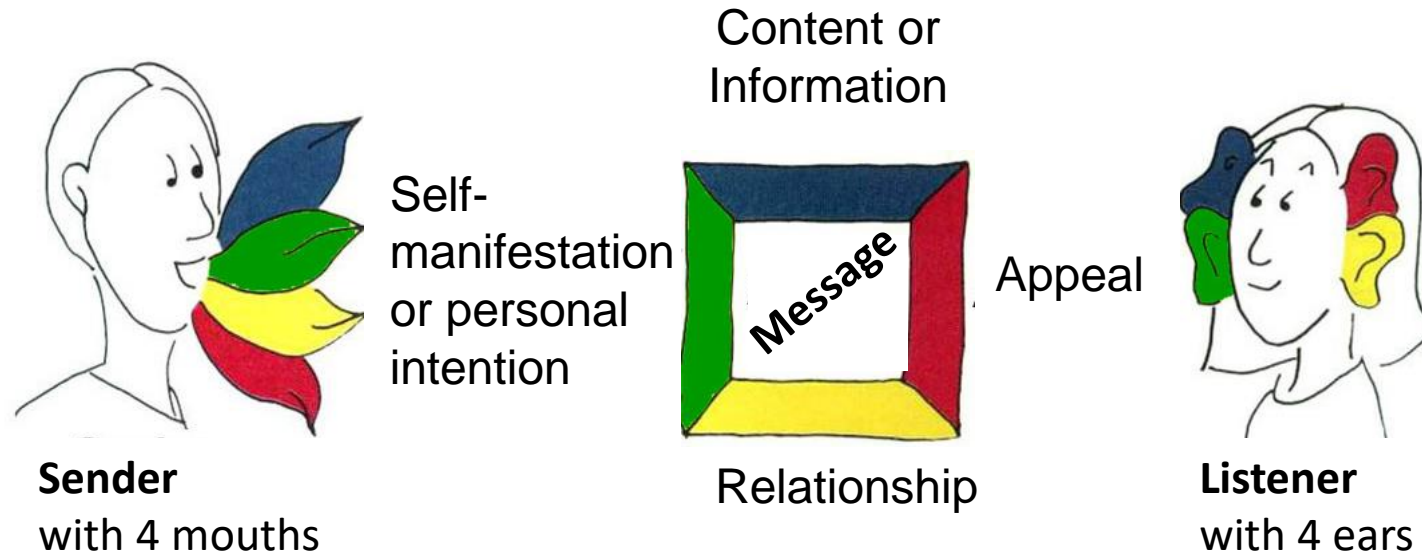 Content or
Information
Self-
manifestation
or personal
intention
Message
Appeal
Relationship
Sender
with 4 mouths
Listener
with 4 ears